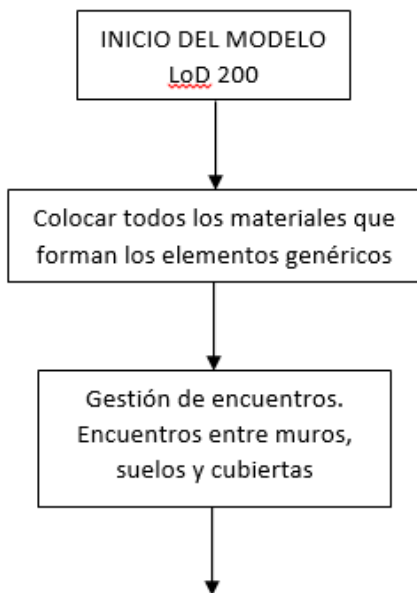 INICIO DEL MODELO
LoD 200
Colocar todos los materiales que
forman los elementos genéricos
Gestión de encuentros.
Encuentros entre muros,
suelos y cubiertas